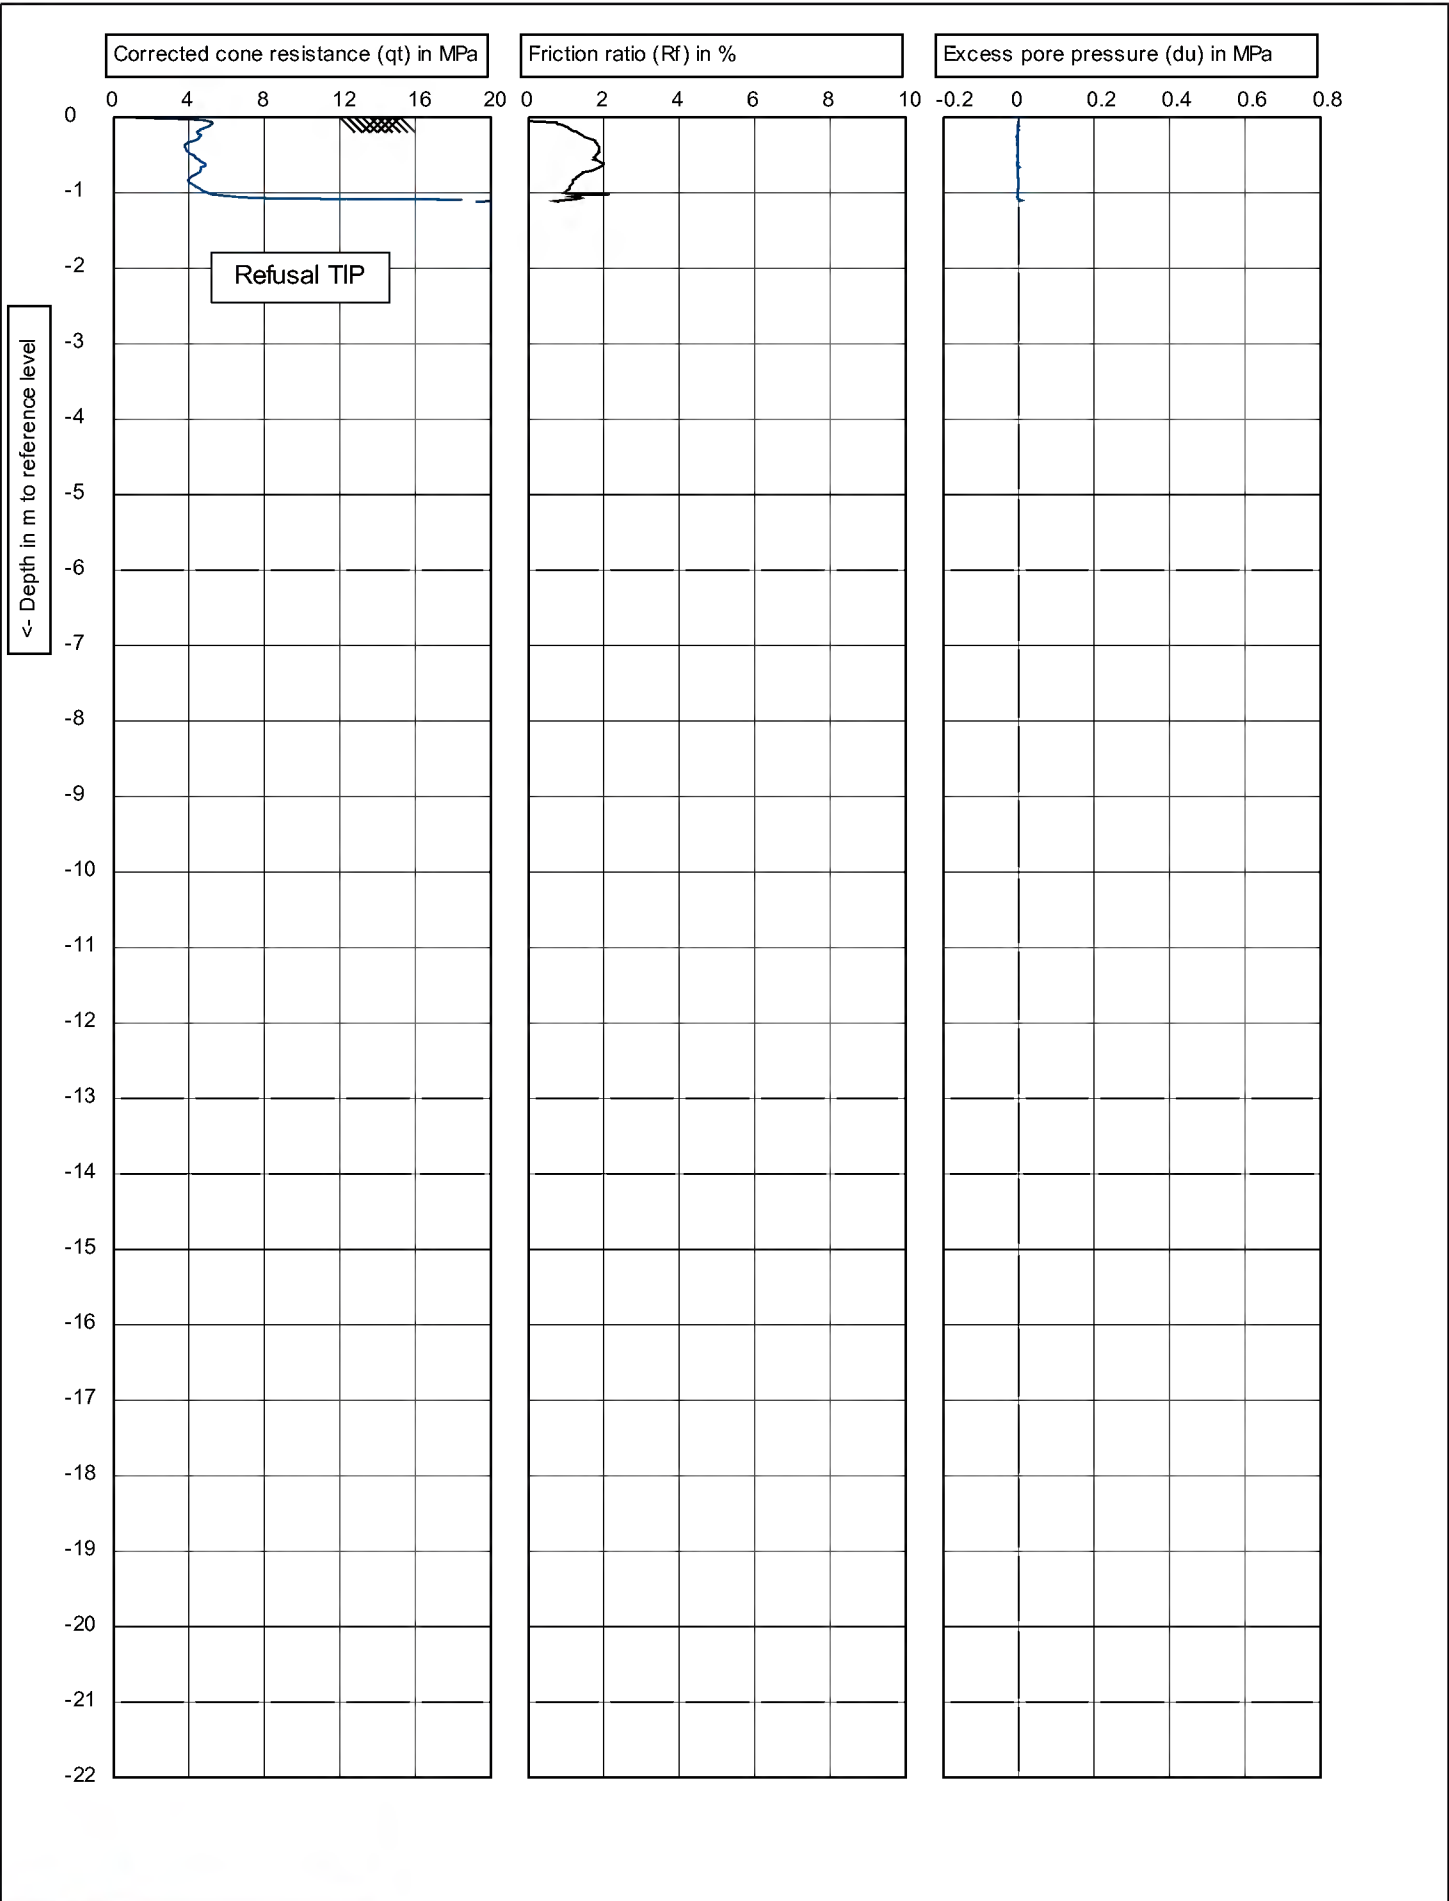 Corrected cone resistance (qt) in MPa
Friction ratio (Rf) in %
Excess pore pressure (du) in MPa
0 4 8 12 16 20
0 2 4 6 8 10
-0.2 0 0.2 0.4 0.6 0.8
0
-1
-2
Refusal TIP
-3
<- Depth in m to reference level
-4
-5
-6
-7
-8
-9
-10
-11
-12
-13
-14
-15
-16
-17
-18
-19
-20
-21
-22